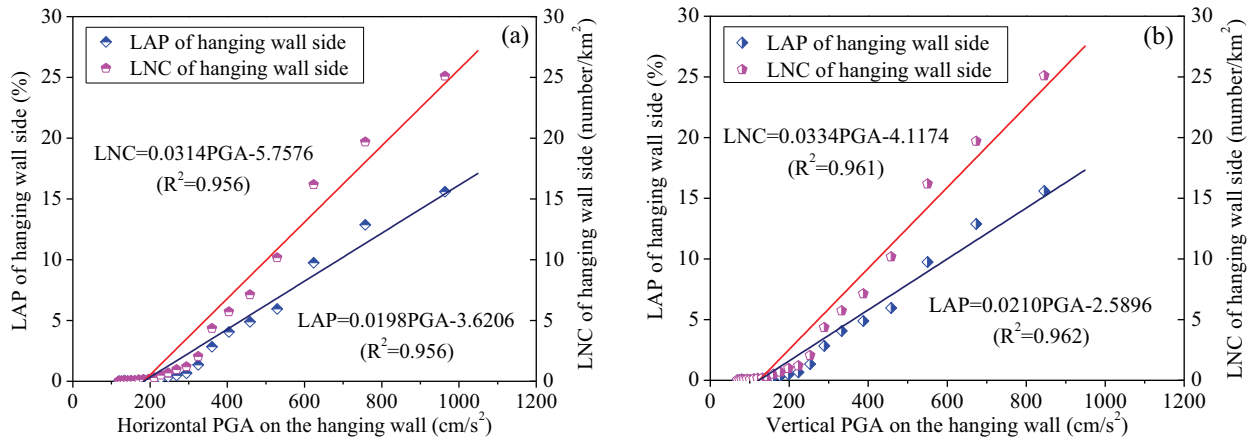 (a)
LAP of hanging wall side
LNC of hanging wall side
LNC=0.0314PGA-5.7576
(R²=0.956)
LAP=0.0198PGA-3.6206
(R²=0.956)
LAP of hanging wall side (%)
30
25
20
15
10
5
0
LNC of hanging wall side (number/km²)
30
25
20
15
10
5
0
0 200 400 600 800 1000 1200
Horizontal PGA on the hanging wall (cm/s²)
(b)
LAP of hanging wall side
LNC of hanging wall side
LNC=0.0334PGA-4.1174
(R²=0.961)
LAP=0.0210PGA-2.5896
(R²=0.962)
LAP of hanging wall side (%)
30
25
20
15
10
5
0
LNC of hanging wall side (number/km²)
30
25
20
15
10
5
0
0 200 400 600 800 1000 1200
Vertical PGA on the hanging wall (cm/s²)